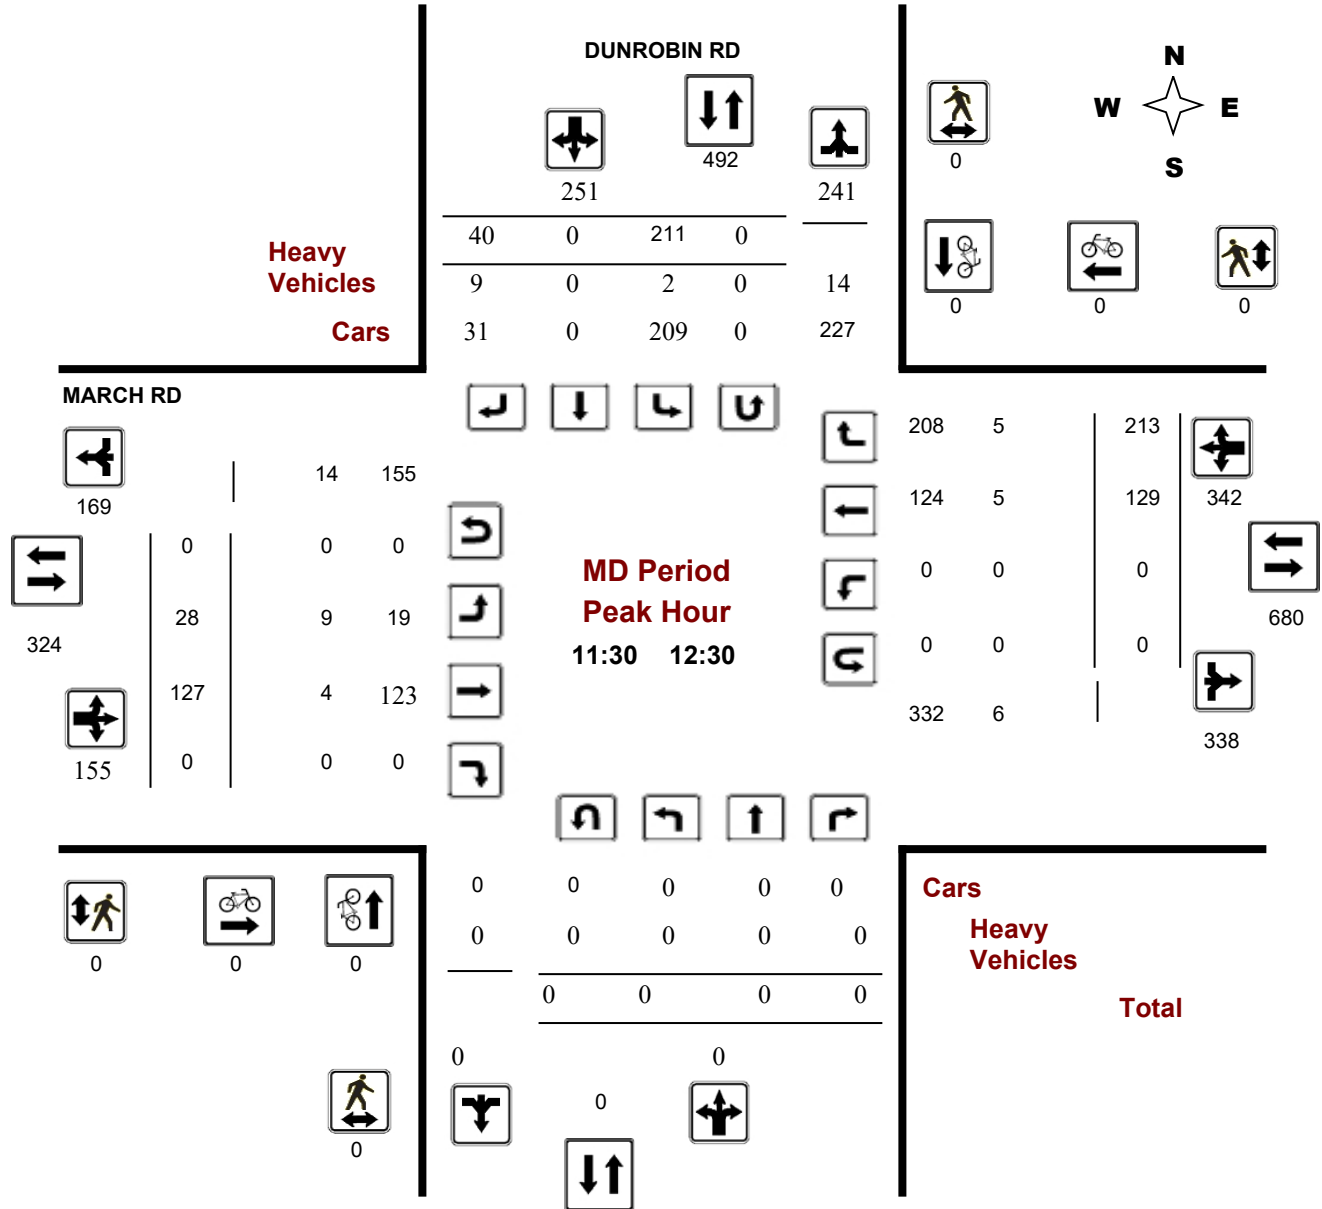 DUNROBIN RD
N
W E
S
492
0
251
241
40 0 211 0
Heavy
Vehicles
9 0 2 0 14
0 0 0
Cars
31 0 209 0 227
MARCH RD
208 5 213
14 155
169
124 5 129 342
0 0 0
MD Period
0 0 0
Peak Hour
28 9 19
680
324
11:30 12:30
0 0 0
127 4 123
332 6
338
155 0 0 0
0 0 0 0 0
Cars
0 0 0 0 0
Heavy
Vehicles
0 0 0
0 0 0 0
Total
0 0
0
0